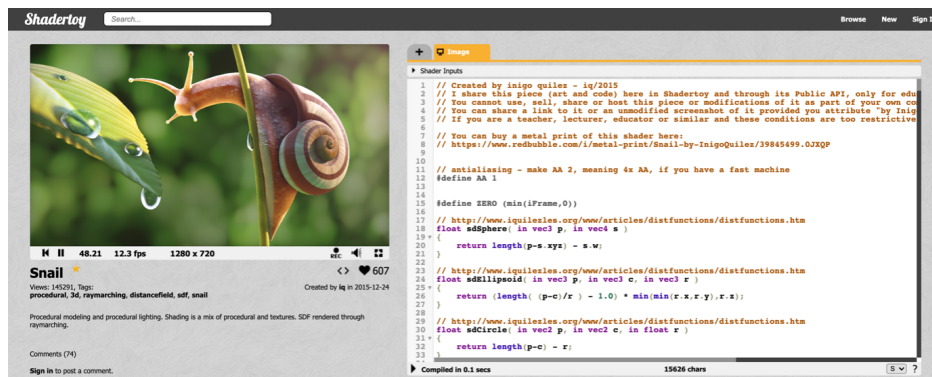 Shadertoy
Search...
Browse New Sign I
Image
Shader Inputs
1 // Created by inigo quilez - iq/2015
2 // I share this piece (art and code) here in Shadertoy and through its Public API, only for edu
3 // You cannot use, sell, share or host this piece or modifications of it as part of your own co
4 // You can share a link to it or an unmodified screenshot of it provided you attribute "by Inig
5 // If you are a teacher, lecturer, educator or similar and these conditions are too restrictive
6
7 // You can buy a metal print of this shader here:
8 // https://www.redbubble.com/i/metal-print/Snail-by-InigoQuilez/39845499.0JXQP
9
10
11 // antialiasing - make AA 2, meaning 4x AA, if you have a fast machine
12 #define AA 1
13
14
15 #define ZERO (min(iFrame,0))
16
17 // http://www.iquilezles.org/www/articles/distfunctions/distfunctions.htm
18 float sdSphere( in vec3 p, in vec4 s )
19 {
20 return length(p-s.xyz) - s.w;
21 }
22
23 // http://www.iquilezles.org/www/articles/distfunctions/distfunctions.htm
24 float sdEllipsoid( in vec3 p, in vec3 c, in vec3 r )
25 {
26 return (length( (p-c)/r ) - 1.0) * min(min(r.x,r.y),r.z);
27 }
28
29 // http://www.iquilezles.org/www/articles/distfunctions/distfunctions.htm
30 float sdCircle( in vec2 p, in vec2 c, in float r )
31 {
32 return length(p-c) - r;
33 }
Compiled in 0.1 secs 15626 chars S ?
48.21 12.3 fps 1280 x 720 REC
Snail
607
Views: 145291, Tags: Created by iq in 2015-12-24
procedural, 3d, raymarching, distancefield, sdf, snail
Procedural modeling and procedural lighting. Shading is a mix of procedural and textures. SDF rendered through
raymarching.
Comments (74)
Sign in to post a comment.